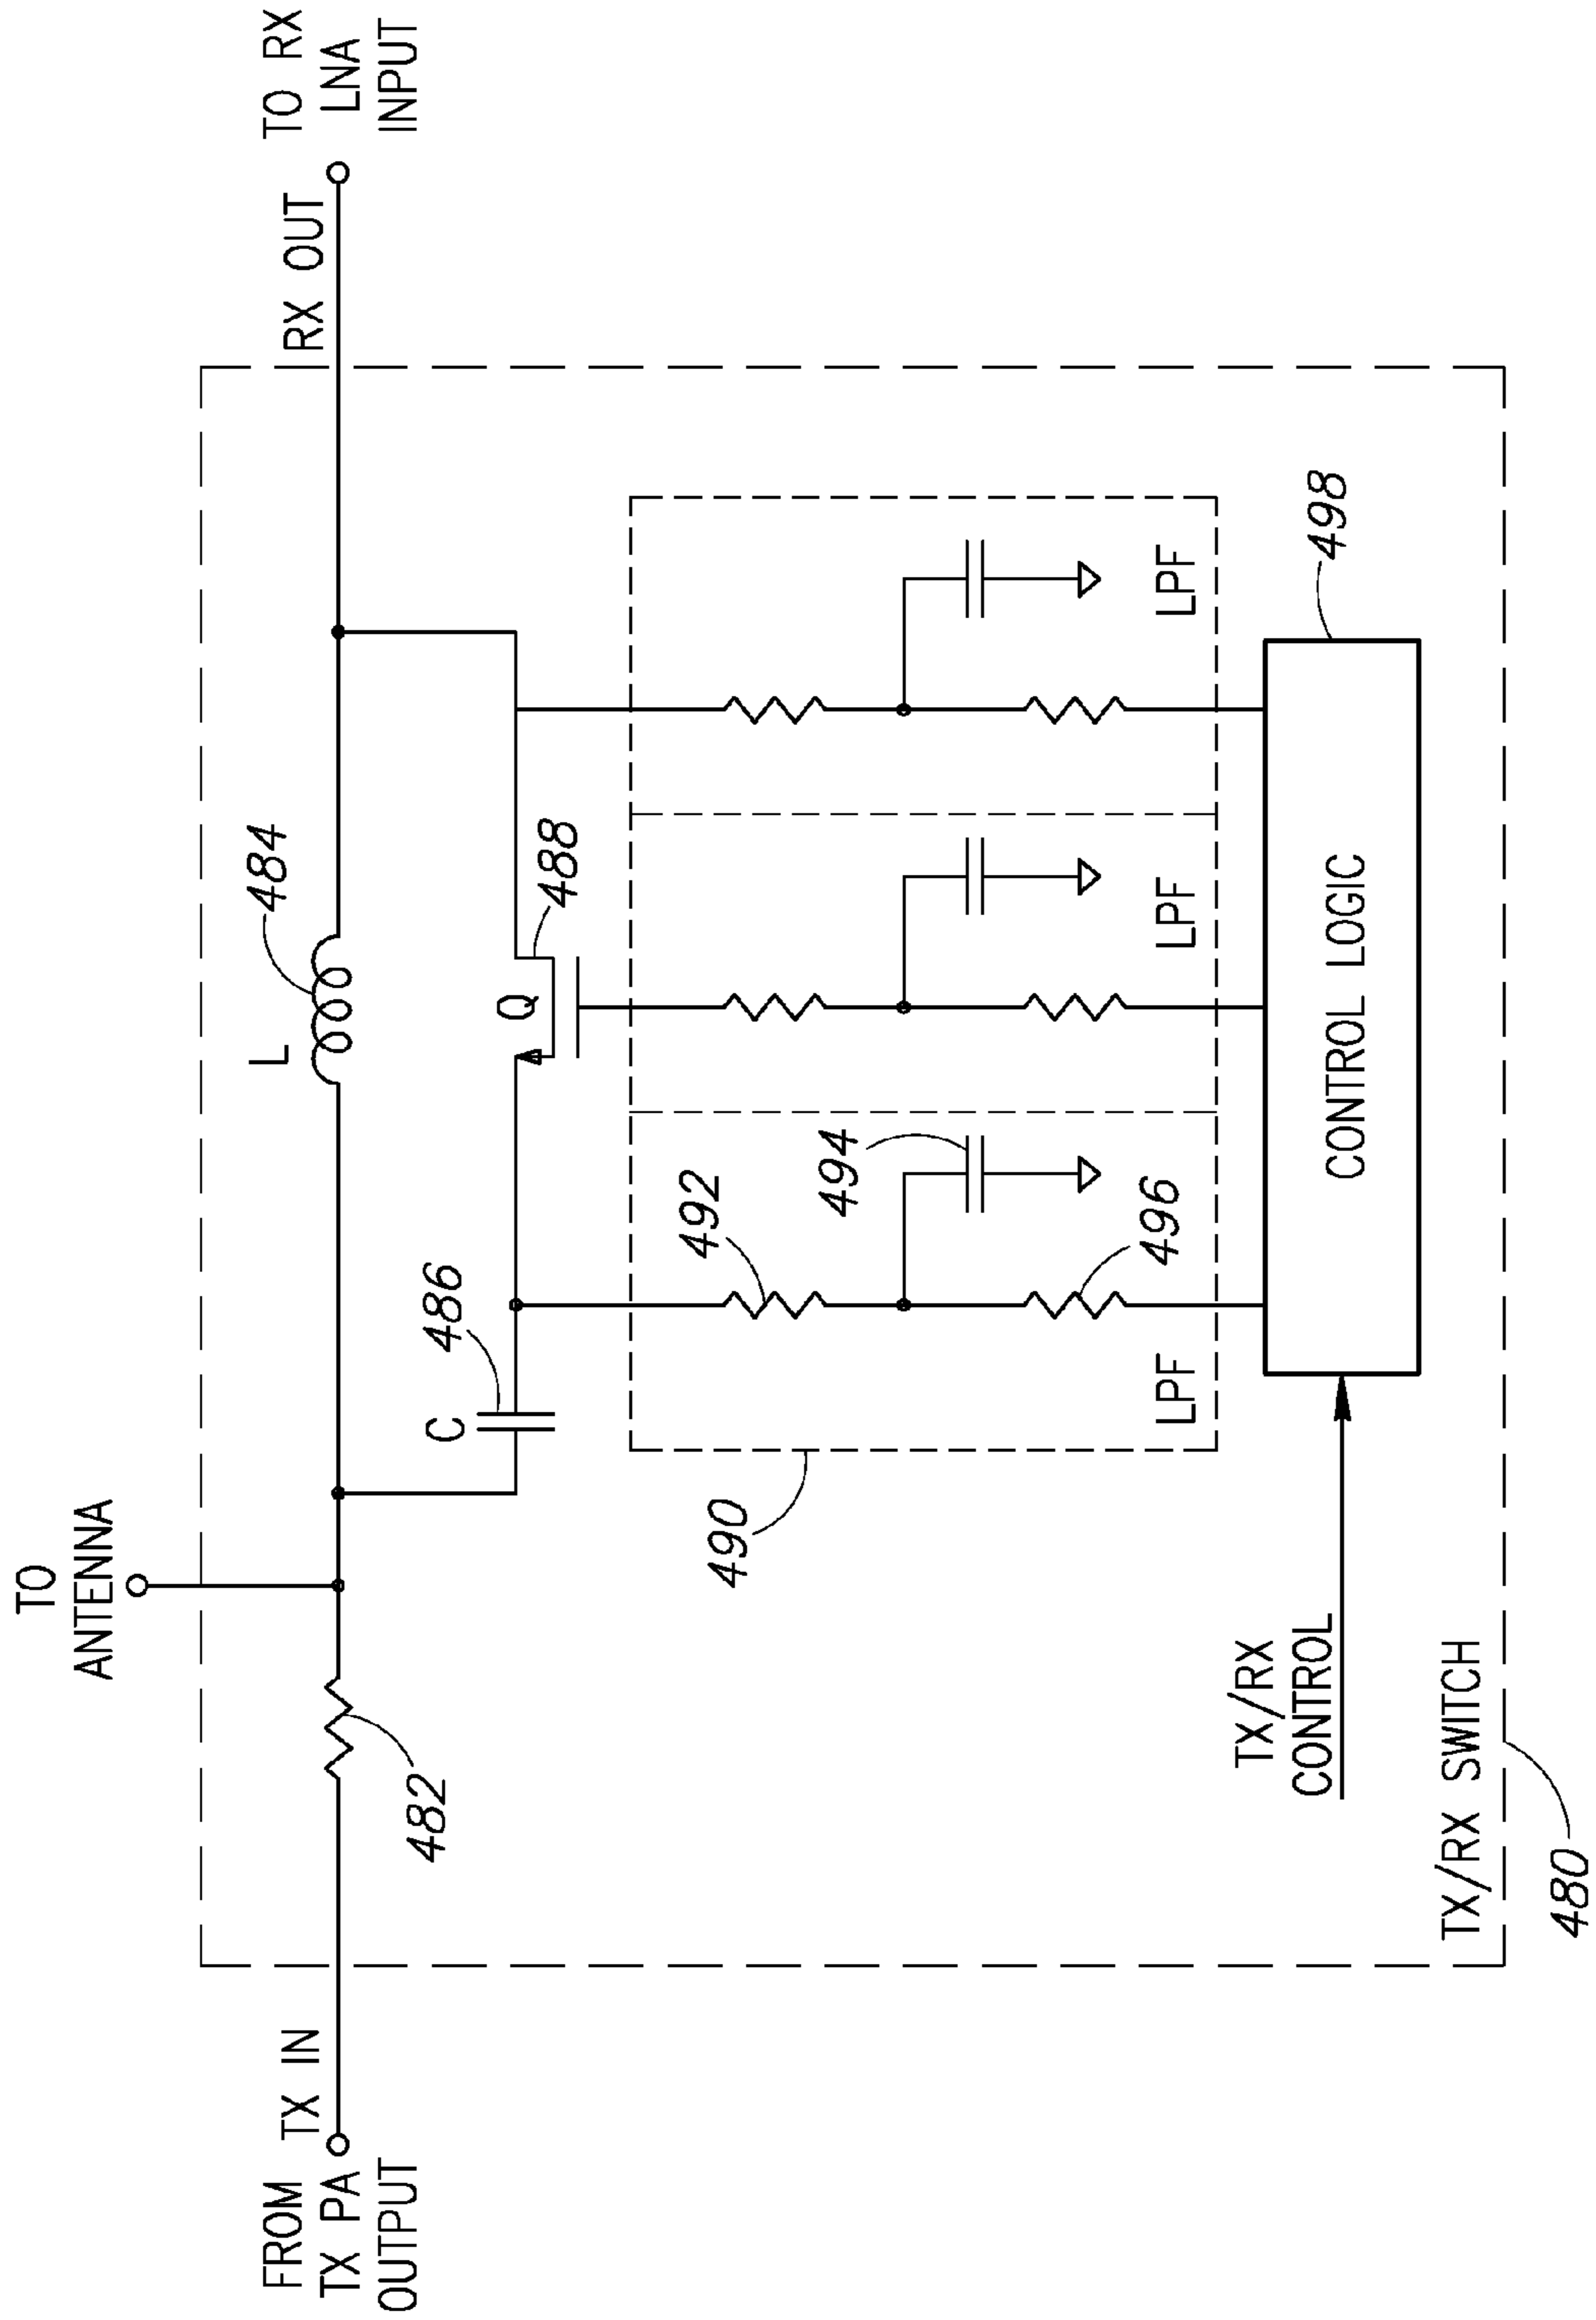 TO
ANTENNA
FROM
TX PA
OUTPUT
TX IN
482
L
484
RX OUT
TO RX
LNA
INPUT
C
486
Q
488
490
492
494
496
LPF
LPF
LPF
TX/RX
CONTROL
CONTROL LOGIC
498
TX/RX SWITCH
480